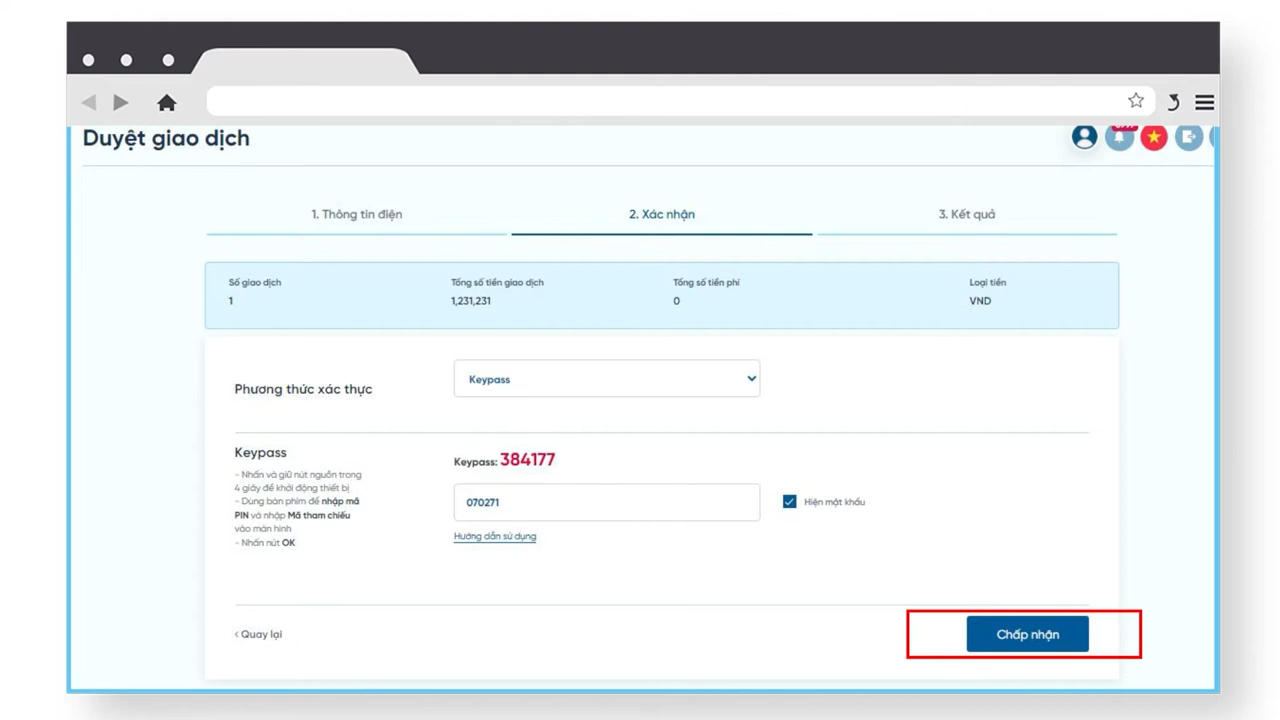 Duyệt giao dịch
1. Thông tin điện
2. Xác nhận
3. Kết quả
Số giao dịch
Tổng số tiền giao dịch
Tổng số tiền phí
Loại tiền
1
1,231,231
0
VND
Phương thức xác thực
Keypass
Keypass
- Nhấn và giữ nút nguồn trong
4 giây để khởi động thiết bị
- Dùng bàn phím để nhập mã
PIN và nhập Mã tham chiếu
vào màn hình
- Nhấn nút OK
Keypass: 384177
070271
Hiện mật khẩu
Hướng dẫn sử dụng
‹ Quay lại
Chấp nhận